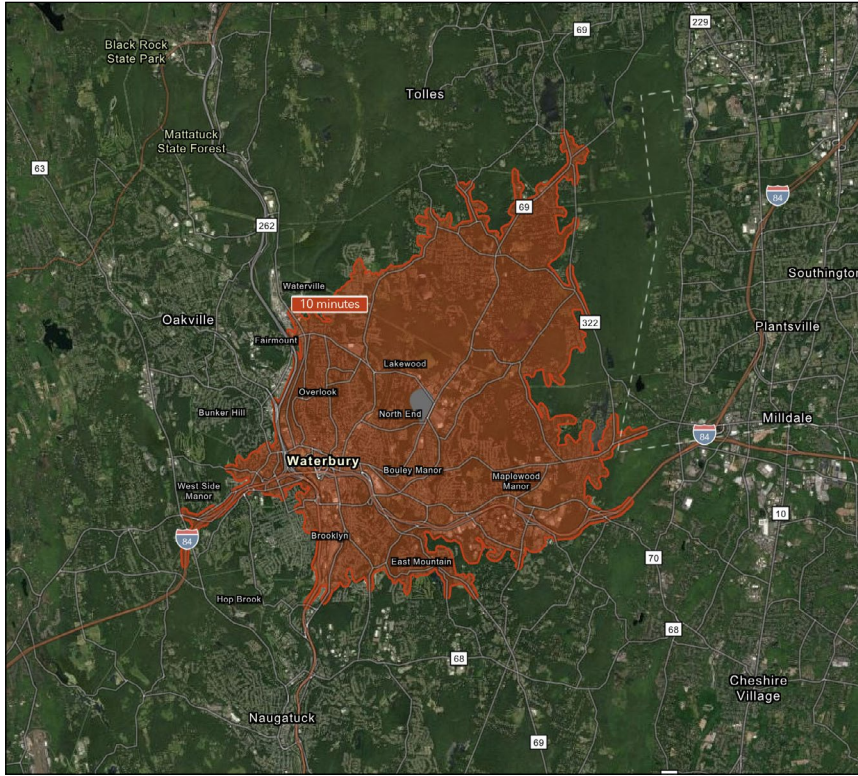 69
229
Black Rock
State Park
Tolles
Mattatuck
State Forest
63
84
69
262
Southington
Waterville
10 minutes
Oakville
322
Plantsville
Fairmount
Lakewood
Overlook
Bunker Hill
North End
Milldale
84
Waterbury
Bouley Manor
Maplewood
Manor
West Side
Manor
10
Brooklyn
84
East Mountain
70
Hop Brook
68
68
Cheshire
Village
Naugatuck
69